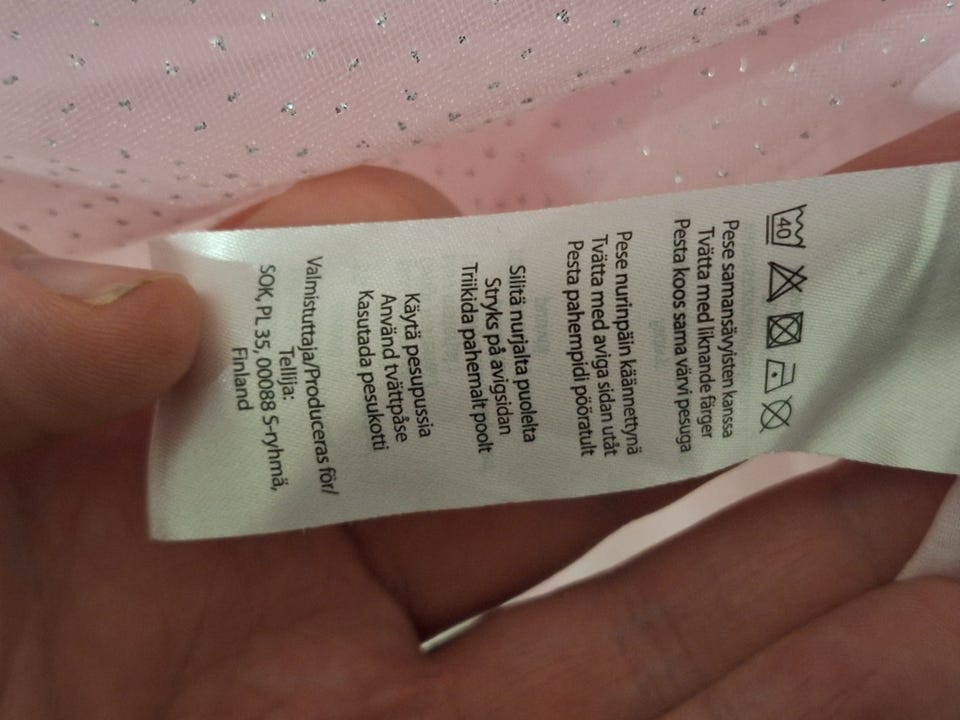 40
Pese samansävyisten kanssa
Tvätta med liknande färger
Pesta koos sama värvi pesuga
Pese nurinpäin käännettynä
Tvätta med aviga sidan utåt
Pesta pahempidi pööratult
Silitä nurjalta puolelta
Stryks på avigsidan
Triikida pahemalt poolt
Käytä pesupussia
Använd tvättpåse
Kasutada pesukotti
Valmistuttaja/Produceras för/
Tellija:
SOK, PL 35, 00088 S-ryhmä,
Finland